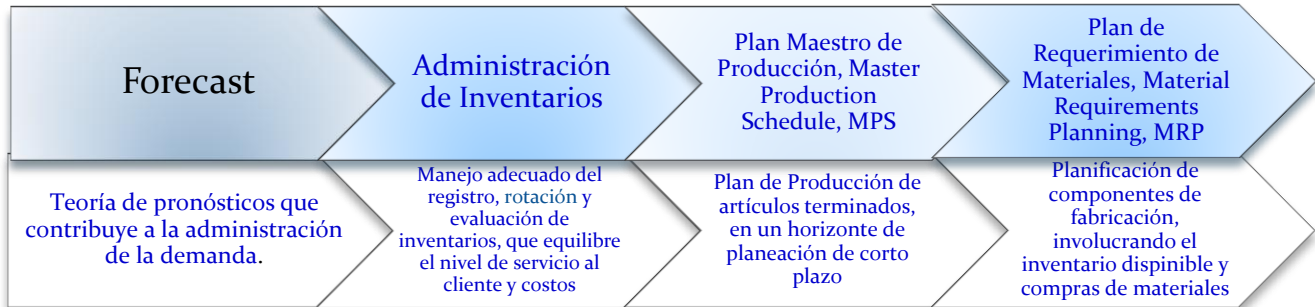 Forecast
Administración
de Inventarios
Plan Maestro de
Producción, Master
Production
Schedule, MPS
Plan de
Requerimiento de
Materiales, Material
Requirements
Planning, MRP
Teoría de pronósticos que
contribuye a la administración
de la demanda.
Manejo adecuado del
registro, rotación y
evaluación de
inventarios, que equilibre
el nivel de servicio al
cliente y costos
Plan de Producción de
artículos terminados,
en un horizonte de
planeación de corto
plazo
Planificación de
componentes de
fabricación,
involucrando el
inventario dispinible y
compras de materiales